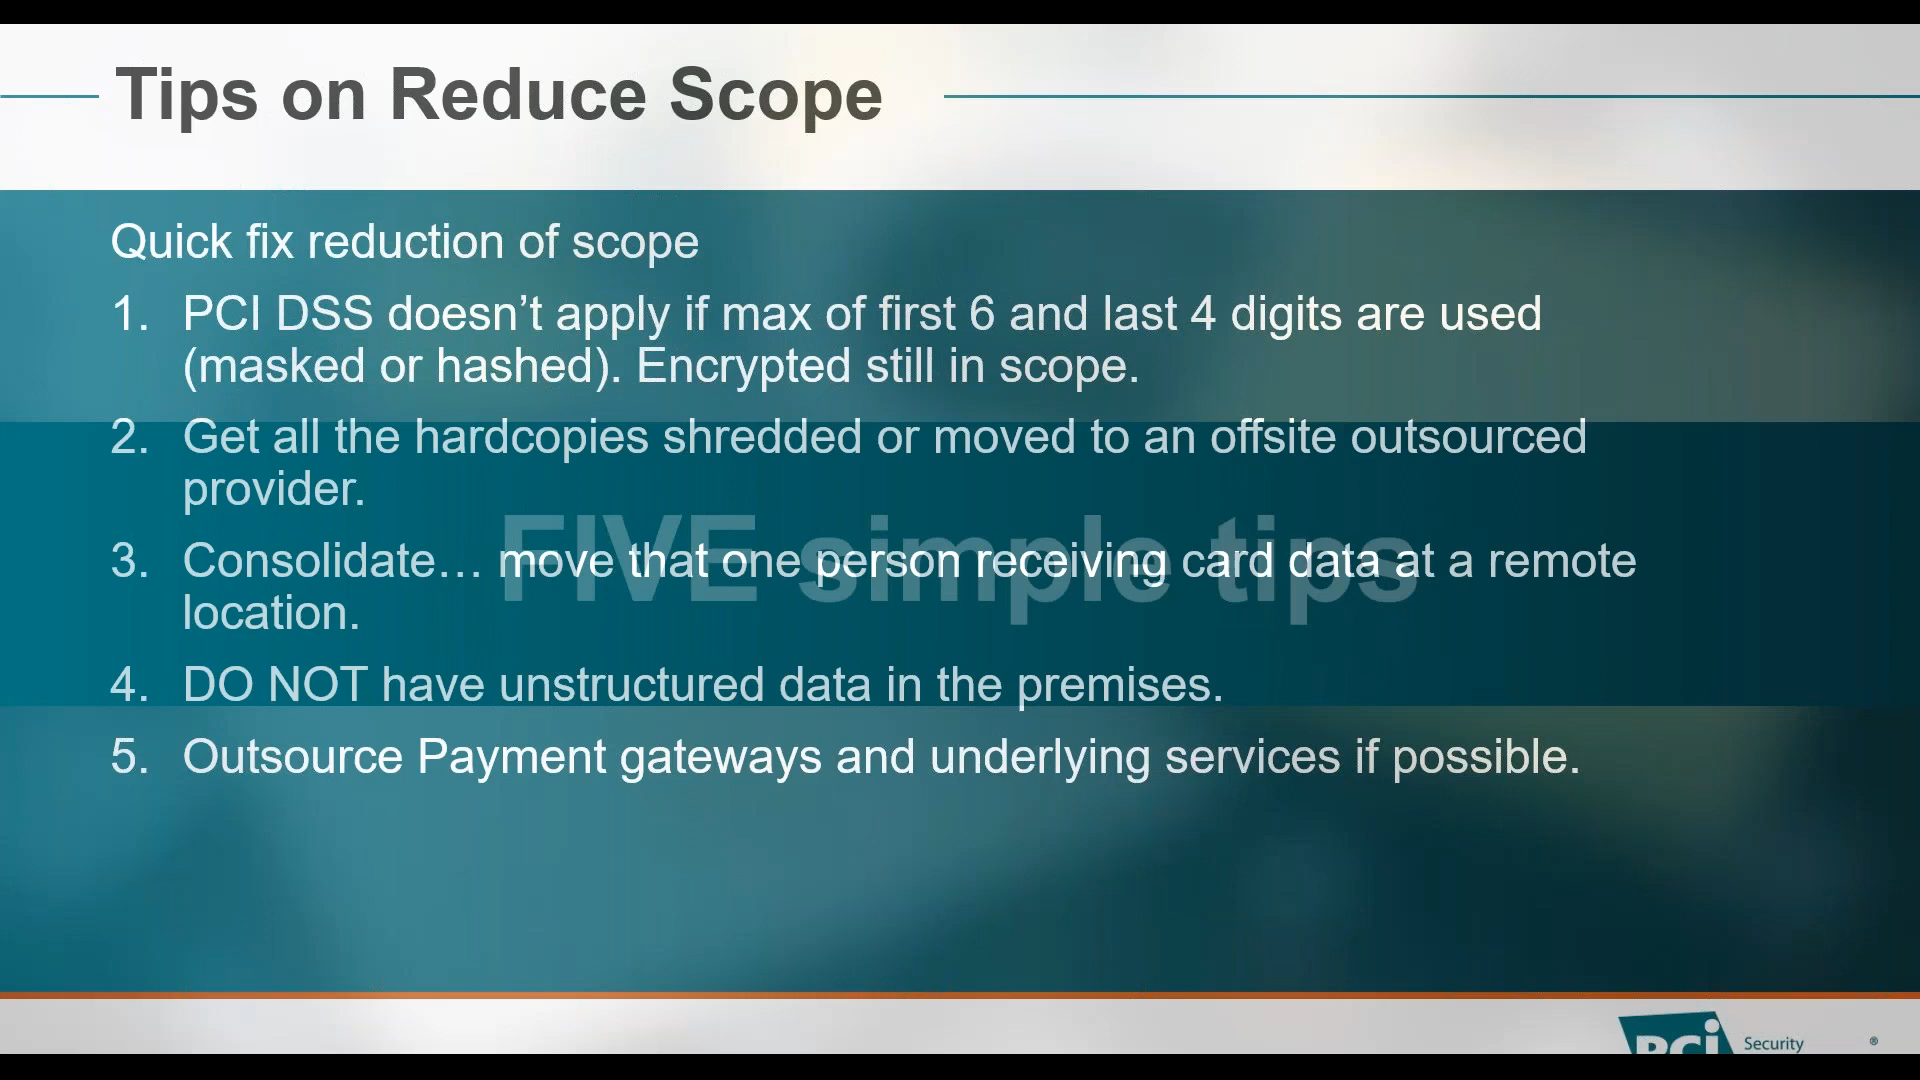 Tips on Reduce Scope
Quick fix reduction of scope
1. PCI DSS doesn’t apply if max of first 6 and last 4 digits are used
(masked or hashed). Encrypted still in scope.
2. Get all the hardcopies shredded or moved to an offsite outsourced
provider.
FIVE simple tips
3. Consolidate… move that one person receiving card data at a remote
location.
4. DO NOT have unstructured data in the premises.
5. Outsource Payment gateways and underlying services if possible.
PCi Security ®